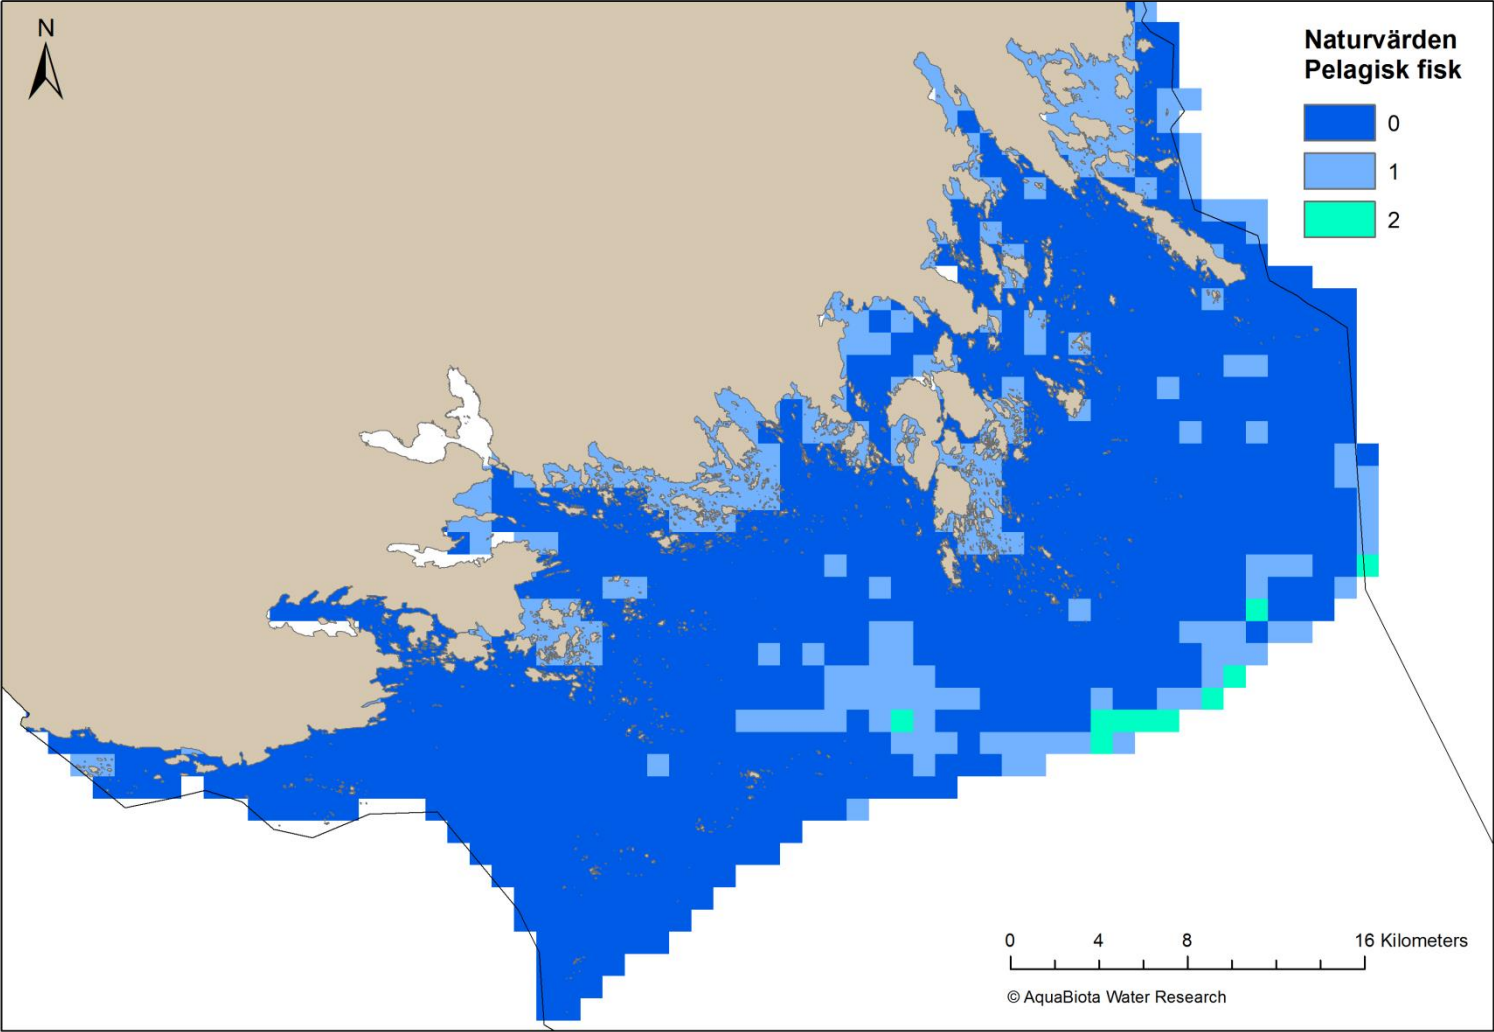 N
Naturvärden
Pelagisk fisk
0
1
2
0 4 8 16 Kilometers
© AquaBiota Water Research